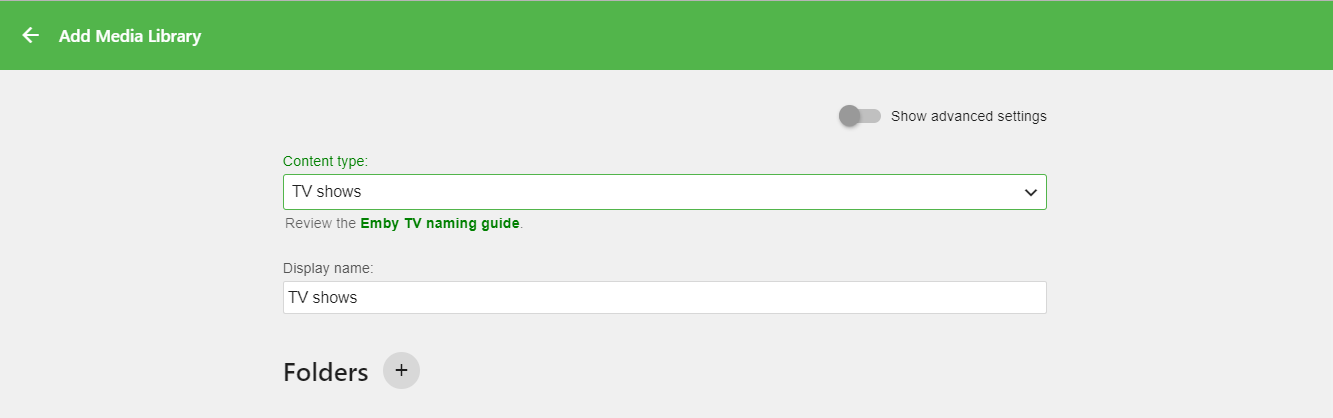 Add Media Library
Show advanced settings
Content type:
TV shows
Review the Emby TV naming guide.
Display name:
TV shows
Folders +